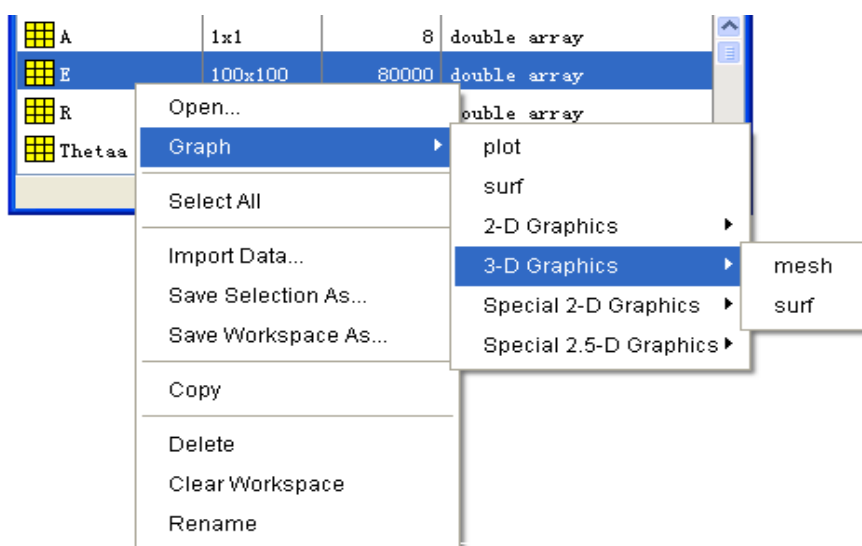 A 1x1 8 double array
E 100x100 80000 double array
R double array
Thetaa
Open...
Graph
Select All
Import Data...
Save Selection As...
Save Workspace As...
Copy
Delete
Clear Workspace
Rename
plot
surf
2-D Graphics
3-D Graphics
Special 2-D Graphics
Special 2.5-D Graphics
mesh
surf